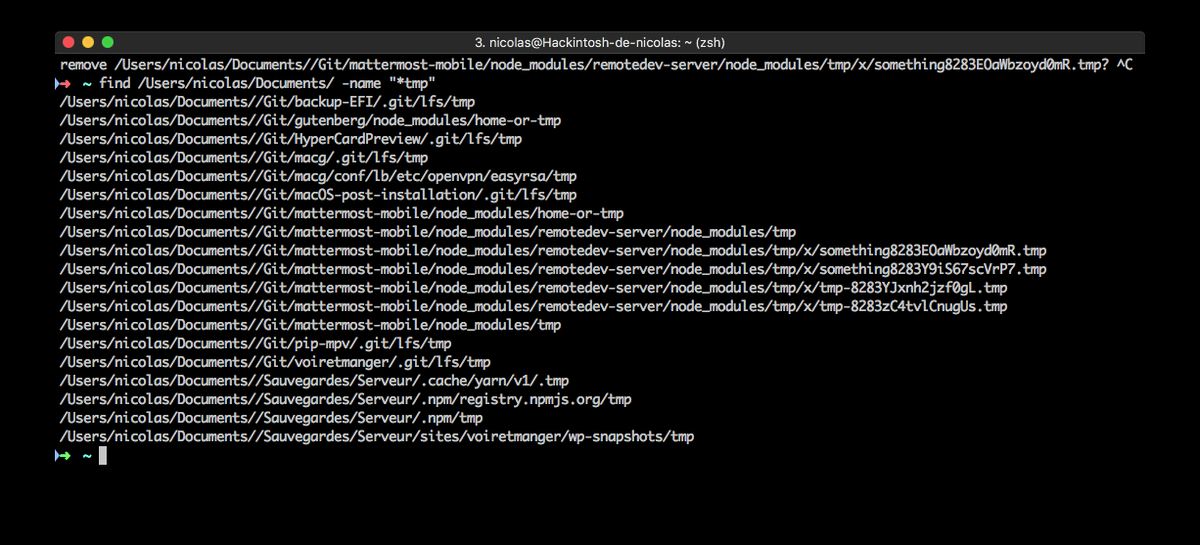 3. nicolas@Hackintosh-de-nicolas: ~ (zsh)
remove /Users/nicolas/Documents//Git/mattermost-mobile/node_modules/remotedev-server/node_modules/tmp/x/something8283EOaWbzoyd0mR.tmp? ^C
➜ ~ find /Users/nicolas/Documents/ -name "*tmp"
/Users/nicolas/Documents//Git/backup-EFI/.git/lfs/tmp
/Users/nicolas/Documents//Git/gutenberg/node_modules/home-or-tmp
/Users/nicolas/Documents//Git/HyperCardPreview/.git/lfs/tmp
/Users/nicolas/Documents//Git/macg/.git/lfs/tmp
/Users/nicolas/Documents//Git/macg/conf/lb/etc/openvpn/easyrsa/tmp
/Users/nicolas/Documents//Git/macOS-post-installation/.git/lfs/tmp
/Users/nicolas/Documents//Git/mattermost-mobile/node_modules/home-or-tmp
/Users/nicolas/Documents//Git/mattermost-mobile/node_modules/remotedev-server/node_modules/tmp
/Users/nicolas/Documents//Git/mattermost-mobile/node_modules/remotedev-server/node_modules/tmp/x/something8283EOaWbzoyd0mR.tmp
/Users/nicolas/Documents//Git/mattermost-mobile/node_modules/remotedev-server/node_modules/tmp/x/something8283Y9iS67scVrP7.tmp
/Users/nicolas/Documents//Git/mattermost-mobile/node_modules/remotedev-server/node_modules/tmp/x/tmp-8283YJxnh2jzf0gL.tmp
/Users/nicolas/Documents//Git/mattermost-mobile/node_modules/remotedev-server/node_modules/tmp/x/tmp-8283zC4tvlCnugUs.tmp
/Users/nicolas/Documents//Git/mattermost-mobile/node_modules/tmp
/Users/nicolas/Documents//Git/pip-mpv/.git/lfs/tmp
/Users/nicolas/Documents//Git/voiretmanger/.git/lfs/tmp
/Users/nicolas/Documents//Sauvegardes/Serveur/.cache/yarn/v1/.tmp
/Users/nicolas/Documents//Sauvegardes/Serveur/.npm/registry.npmjs.org/tmp
/Users/nicolas/Documents//Sauvegardes/Serveur/.npm/tmp
/Users/nicolas/Documents//Sauvegardes/Serveur/sites/voiretmanger/wp-snapshots/tmp
➜ ~